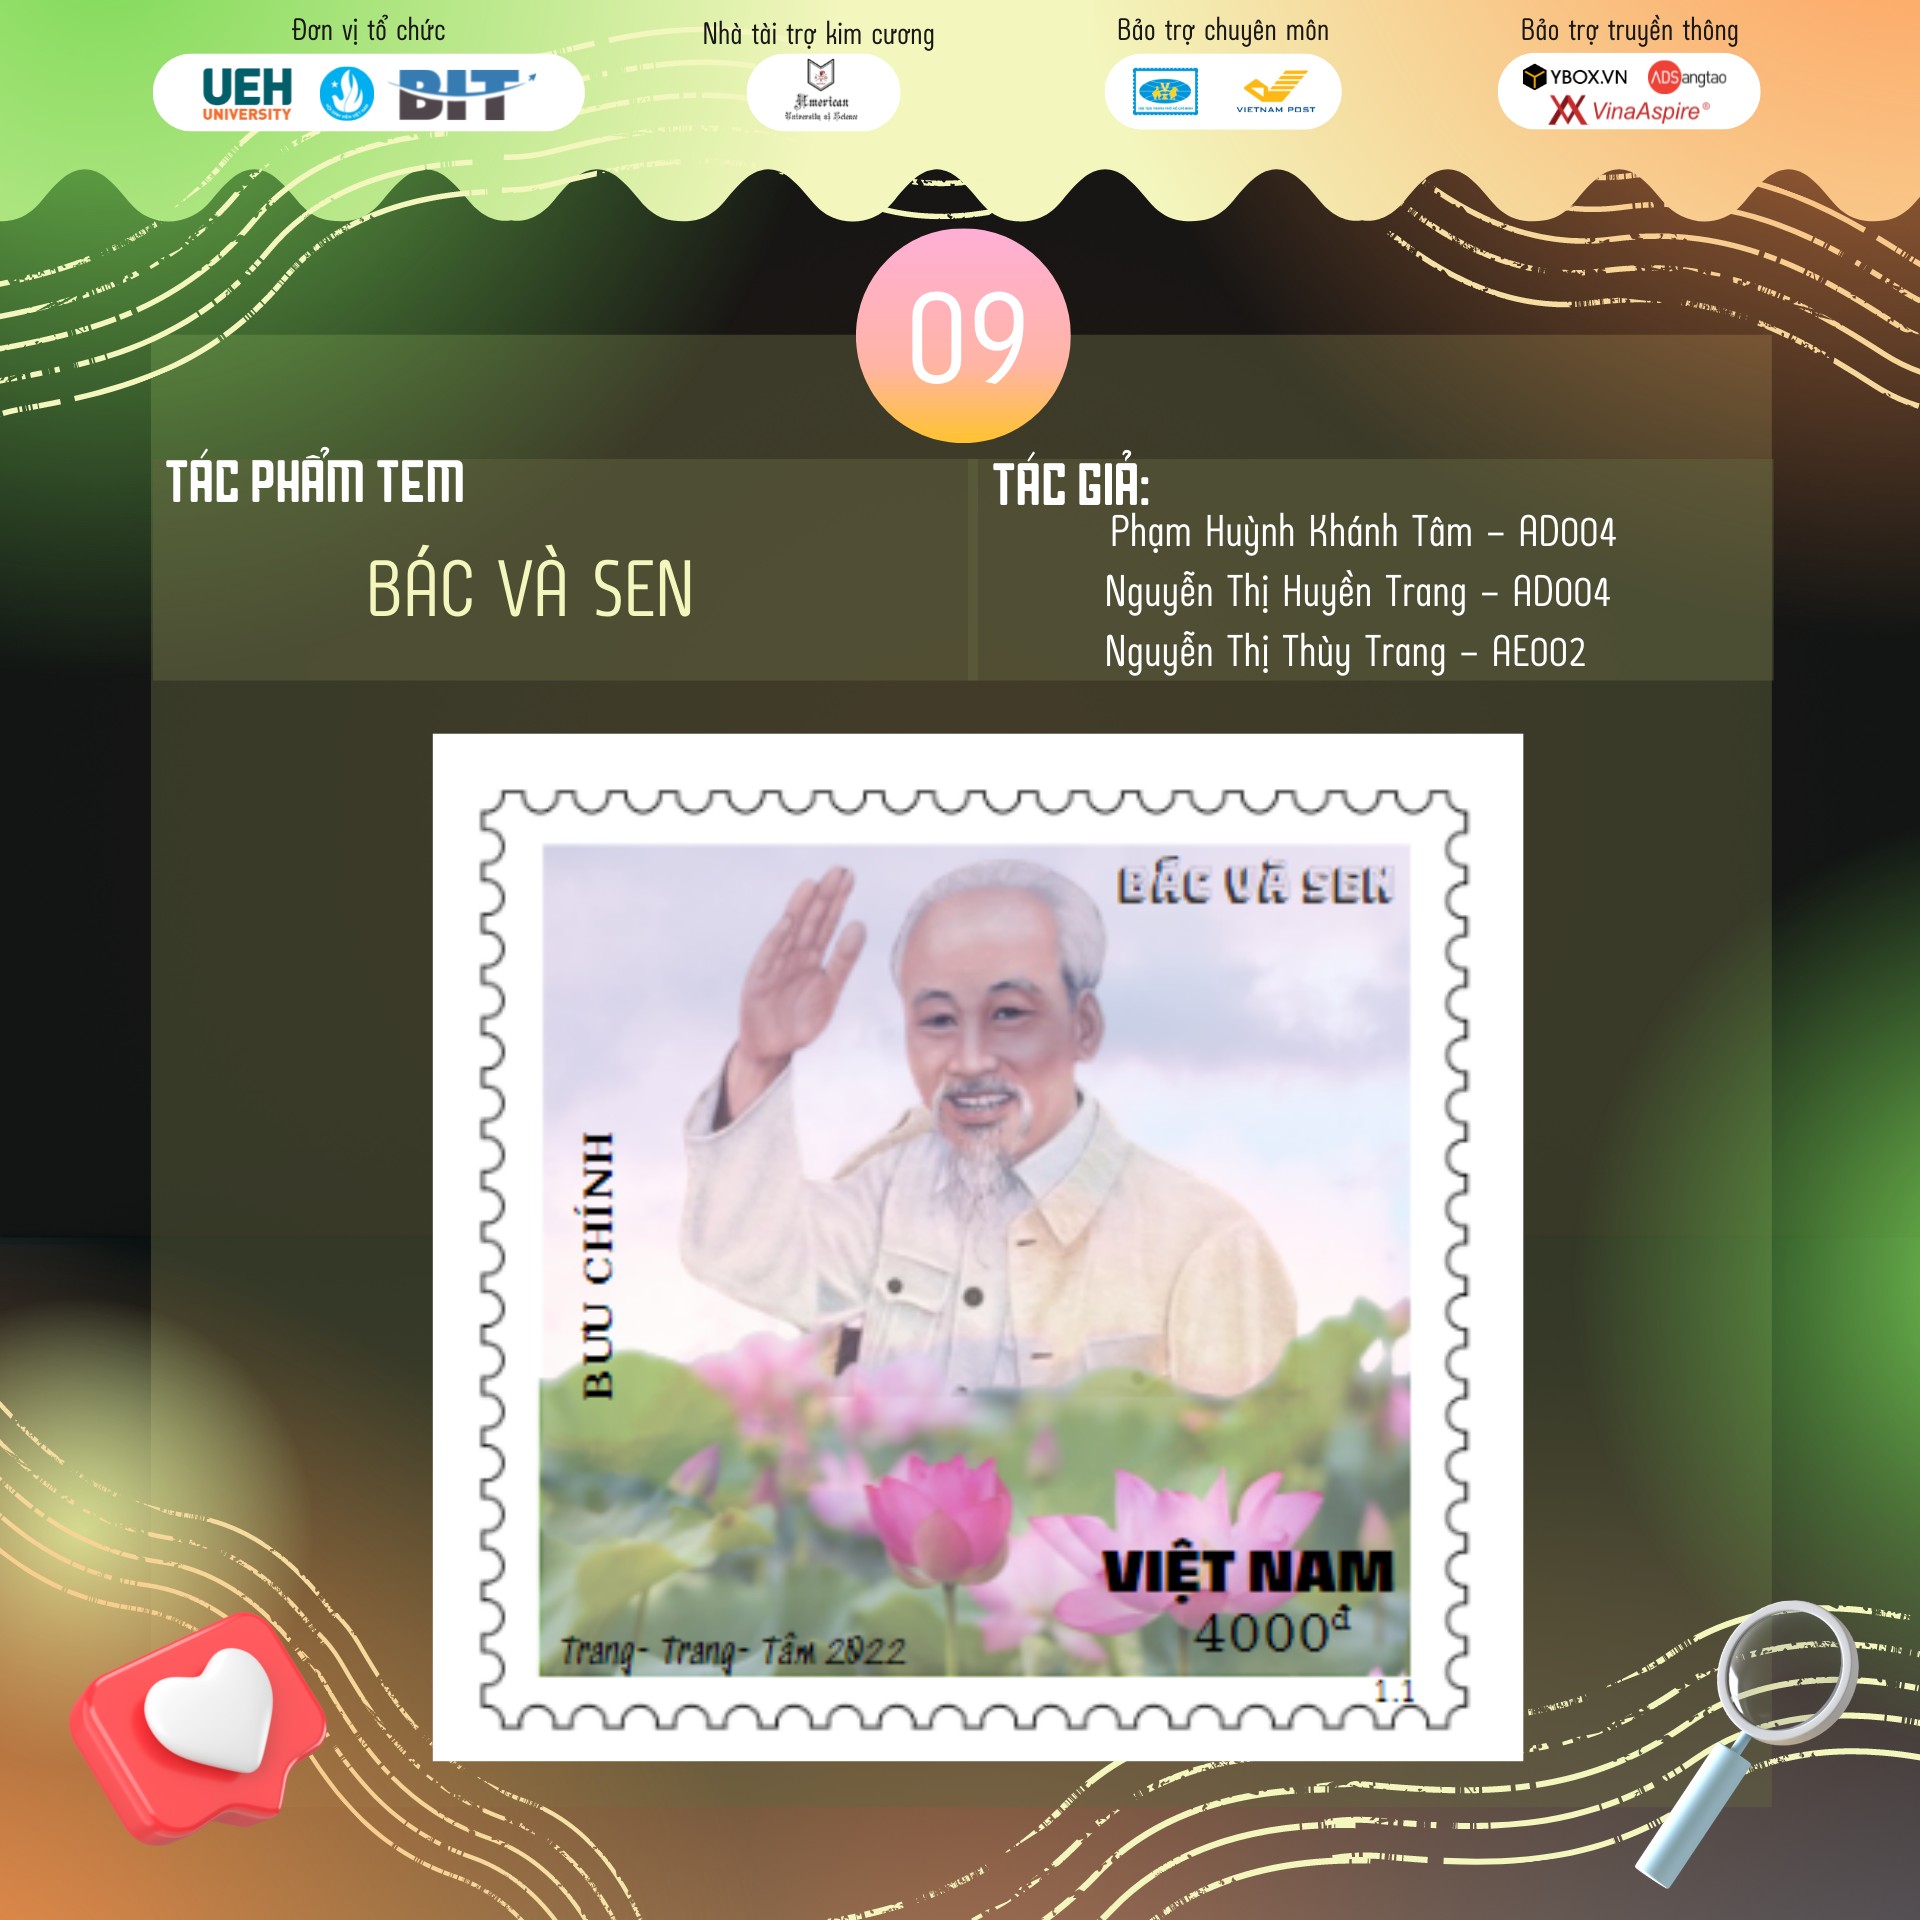 Đơn vị tổ chức
Nhà tài trợ kim cương
Bảo trợ chuyên môn
Bảo trợ truyền thông
UEH
UNIVERSITY
BIT
American
University of Science
VIETNAM POST
YBOX.VN
ADSangtao
VinaAspire®
09
TÁC PHẨM TEM
BÁC VÀ SEN
TÁC GIẢ:
Phạm Huỳnh Khánh Tâm – AD004
Nguyễn Thị Huyền Trang – AD004
Nguyễn Thị Thùy Trang – AE002
BÁC VÀ SEN
BƯU CHÍNH
VIỆT NAM
4000đ
Trang- Trang- Tâm 2022
1.1